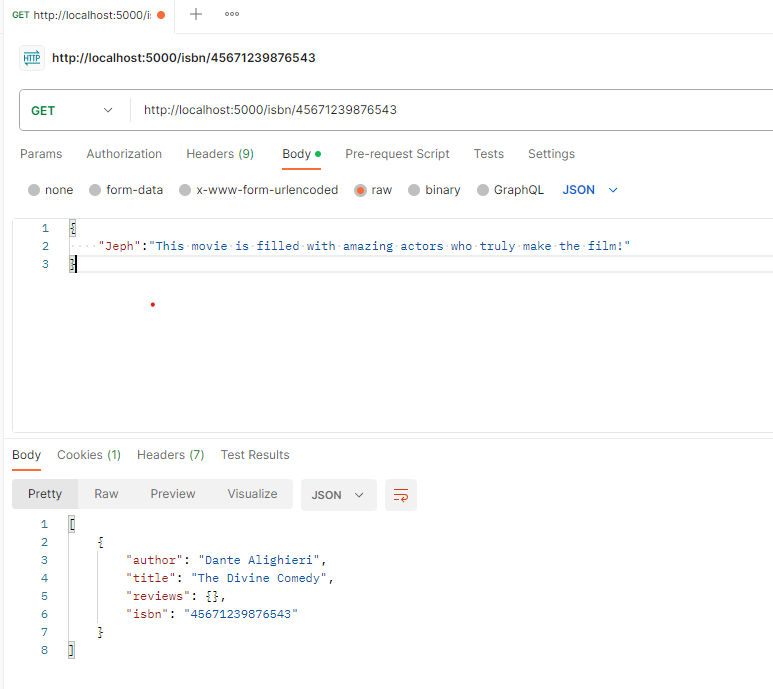 GET http://localhost:5000/i:
HTTP http://localhost:5000/isbn/45671239876543
GET http://localhost:5000/isbn/45671239876543
Params Authorization Headers (9) Body Pre-request Script Tests Settings
none form-data x-www-form-urlencoded raw binary GraphQL JSON
1 {
2 "Jeph":"This movie is filled with amazing actors who truly make the film!"
3 }
Body Cookies (1) Headers (7) Test Results
Pretty Raw Preview Visualize JSON
1 [
2 {
3 "author": "Dante Alighieri",
4 "title": "The Divine Comedy",
5 "reviews": {},
6 "isbn": "45671239876543"
7 }
8 ]